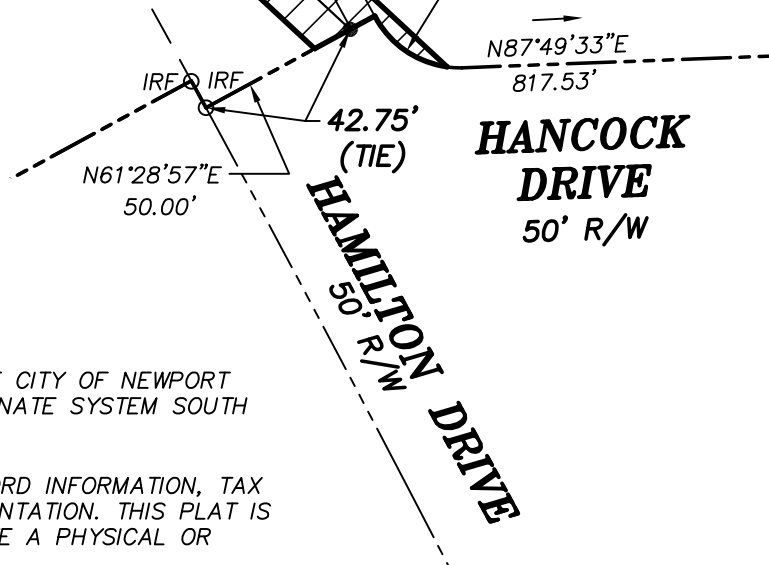 N87°49'33"E
817.53'
IRF IRF
42.75'
(TIE)
HANCOCK
DRIVE
50' R/W
N61°28'57"E
50.00'
HAMILTON DRIVE
50' R/W
CITY OF NEWPORT
NATE SYSTEM SOUTH
RD INFORMATION, TAX
NTATION. THIS PLAT IS
E A PHYSICAL OR